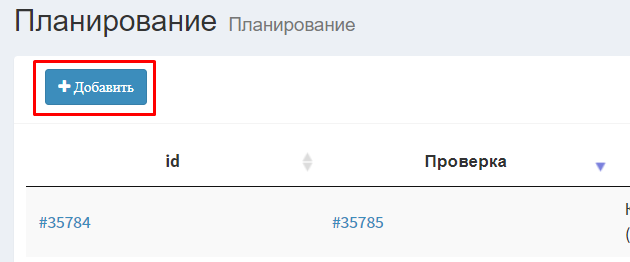 Планирование Планирование
Добавить
id Проверка
#35784 #35785
(